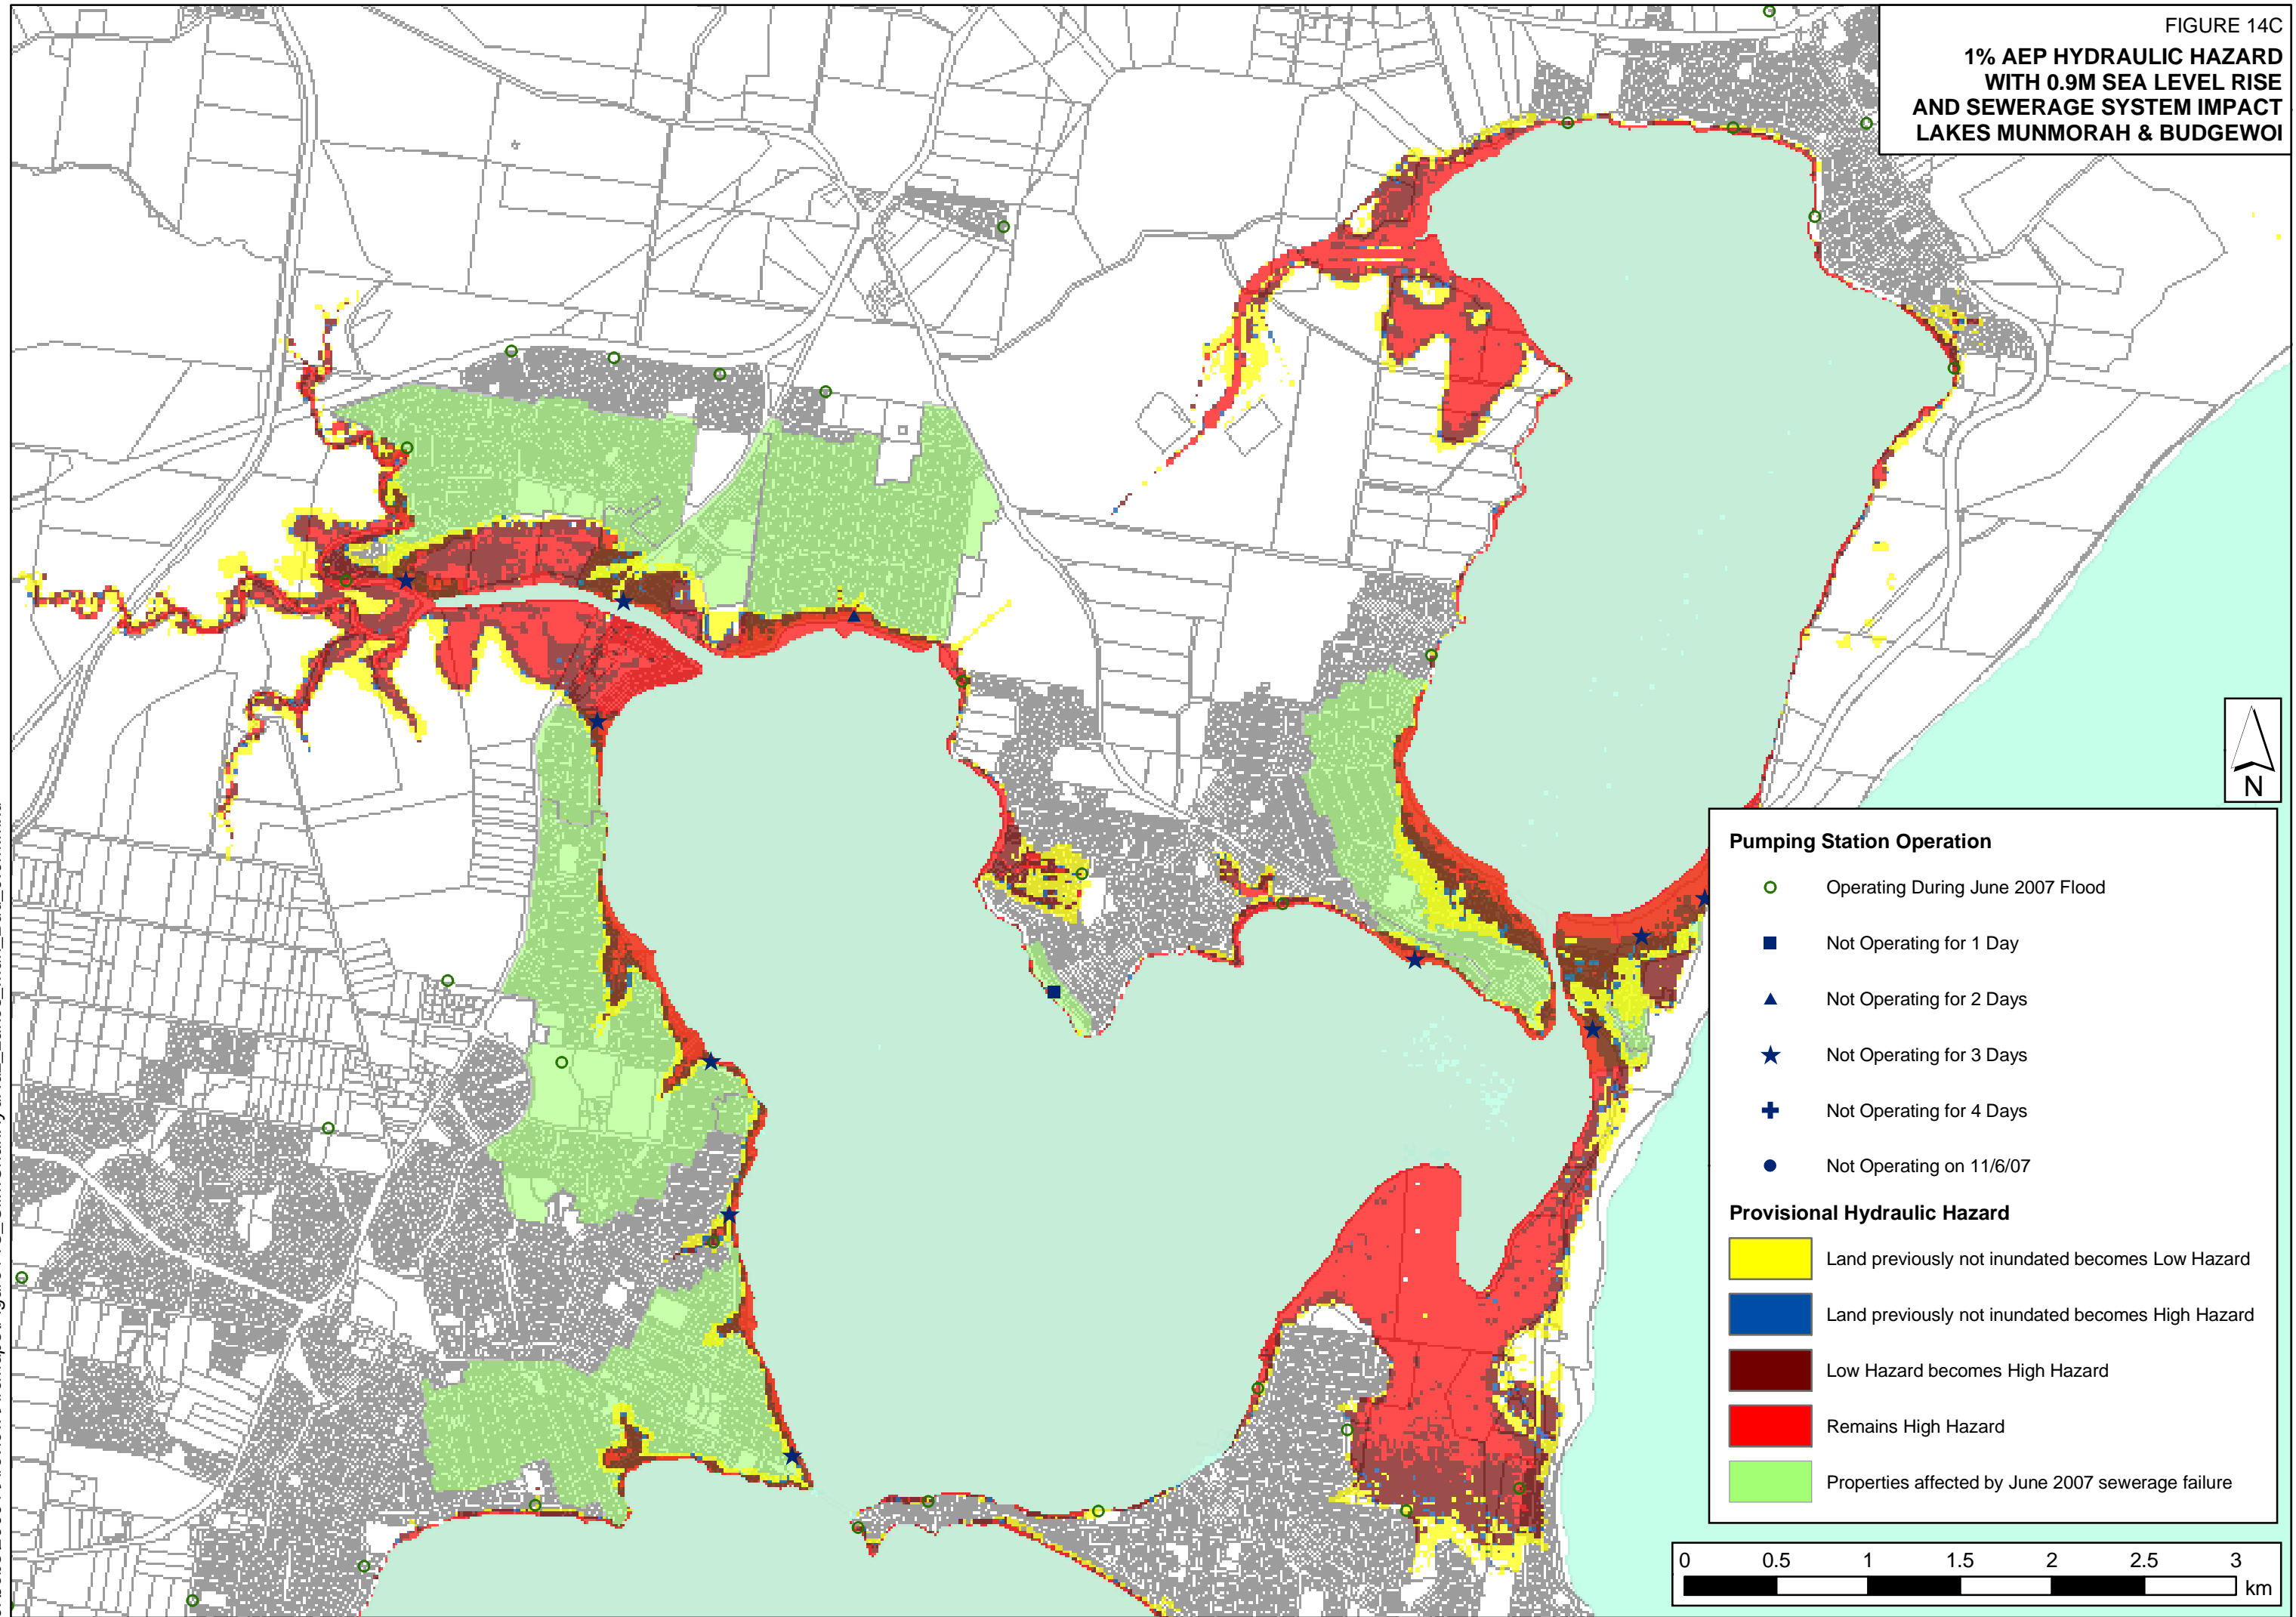 FIGURE 14C
1% AEP HYDRAULIC HAZARD
WITH 0.9M SEA LEVEL RISE
AND SEWERAGE SYSTEM IMPACT
LAKES MUNMORAH & BUDGEWOI
N
Pumping Station Operation
Operating During June 2007 Flood
Not Operating for 1 Day
Not Operating for 2 Days
Not Operating for 3 Days
Not Operating for 4 Days
Not Operating on 11/6/07
Provisional Hydraulic Hazard
Land previously not inundated becomes Low Hazard
Land previously not inundated becomes High Hazard
Low Hazard becomes High Hazard
Remains High Hazard
Properties affected by June 2007 sewerage failure
0 0.5 1 1.5 2 2.5 3
km